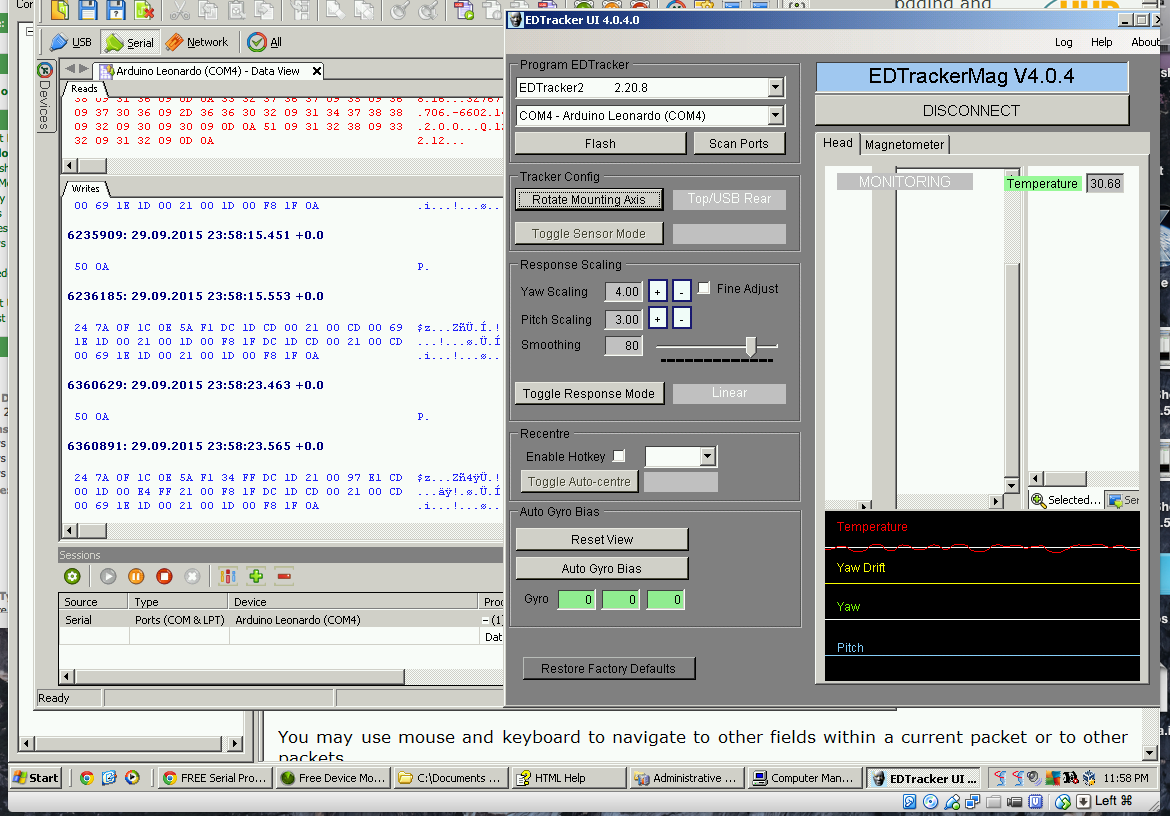 EDTracker UI 4.0.4.0
Log Help About
USB Serial Network All
Arduino Leonardo (COM4) - Data View
Devices
Reads
09 37 30 36 09 2D 36 36 30 32 09 31 34 37 38 38 .706.-6602.1
09 32 09 30 09 30 09 0D 0A 51 09 31 32 38 09 33 .2.0.0...Q.12
32 09 31 32 09 0D 0A 2.12...
Writes
00 69 1E 1D 00 21 00 1D 00 F8 1F 0A .i...!...ø..
6235909: 29.09.2015 23:58:15.451 +0.0
50 0A P.
6236185: 29.09.2015 23:58:15.553 +0.0
24 7A 0F 1C 0E 5A F1 DC 1D CD 00 21 00 CD 00 69 $z...ZñÜ.Í.!
1E 1D 00 21 00 1D 00 F8 1F DC 1D CD 00 21 00 CD ...!...ø.Ü.Í
00 69 1E 1D 00 21 00 1D 00 F8 1F 0A .i...!...ø..
6360629: 29.09.2015 23:58:23.463 +0.0
50 0A P.
6360891: 29.09.2015 23:58:23.565 +0.0
24 7A 0F 1C 0E 5A F1 34 FF DC 1D 21 00 97 E1 CD $z...Zñ4ÿÜ.!
00 1D 00 E4 FF 21 00 F8 1F DC 1D CD 00 21 00 CD ...äÿ!.ø.Ü.Í
00 69 1E 1D 00 21 00 1D 00 F8 1F 0A .i...!...ø..
Sessions
Source Type Device
Serial Ports (COM & LPT) Arduino Leonardo (COM4)
Ready
Program EDTracker
EDTracker2 2.20.8
COM4 - Arduino Leonardo (COM4)
Flash Scan Ports
Tracker Config
Rotate Mounting Axis Top/USB Rear
Toggle Sensor Mode
Response Scaling
Yaw Scaling 4.00 + - Fine Adjust
Pitch Scaling 3.00 + -
Smoothing 80
Toggle Response Mode Linear
Recentre
Enable Hotkey
Toggle Auto-centre
Auto Gyro Bias
Reset View
Auto Gyro Bias
Gyro 0 0 0
Restore Factory Defaults
EDTrackerMag V4.0.4
DISCONNECT
Head Magnetometer
MONITORING Temperature 30.68
Selected... Ser
Temperature
Yaw Drift
Yaw
Pitch
You may use mouse and keyboard to navigate to other fields within a current packet or to other
packets.
Start FREE Serial Pro... Free Device Mo... C:\Documents ... HTML Help Administrative ... Computer Man... EDTracker UI ... 11:58 PM
Left ⌘